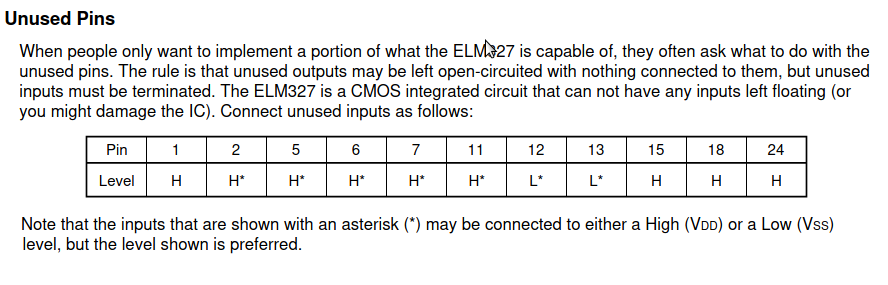 Unused Pins
When people only want to implement a portion of what the ELM327 is capable of, they often ask what to do with the
unused pins. The rule is that unused outputs may be left open-circuited with nothing connected to them, but unused
inputs must be terminated. The ELM327 is a CMOS integrated circuit that can not have any inputs left floating (or
you might damage the IC). Connect unused inputs as follows:
Pin 1 2 5 6 7 11 12 13 15 18 24
Level H H* H* H* H* H* L* L* H H H
Note that the inputs that are shown with an asterisk (*) may be connected to either a High (VDD) or a Low (VSS)
level, but the level shown is preferred.